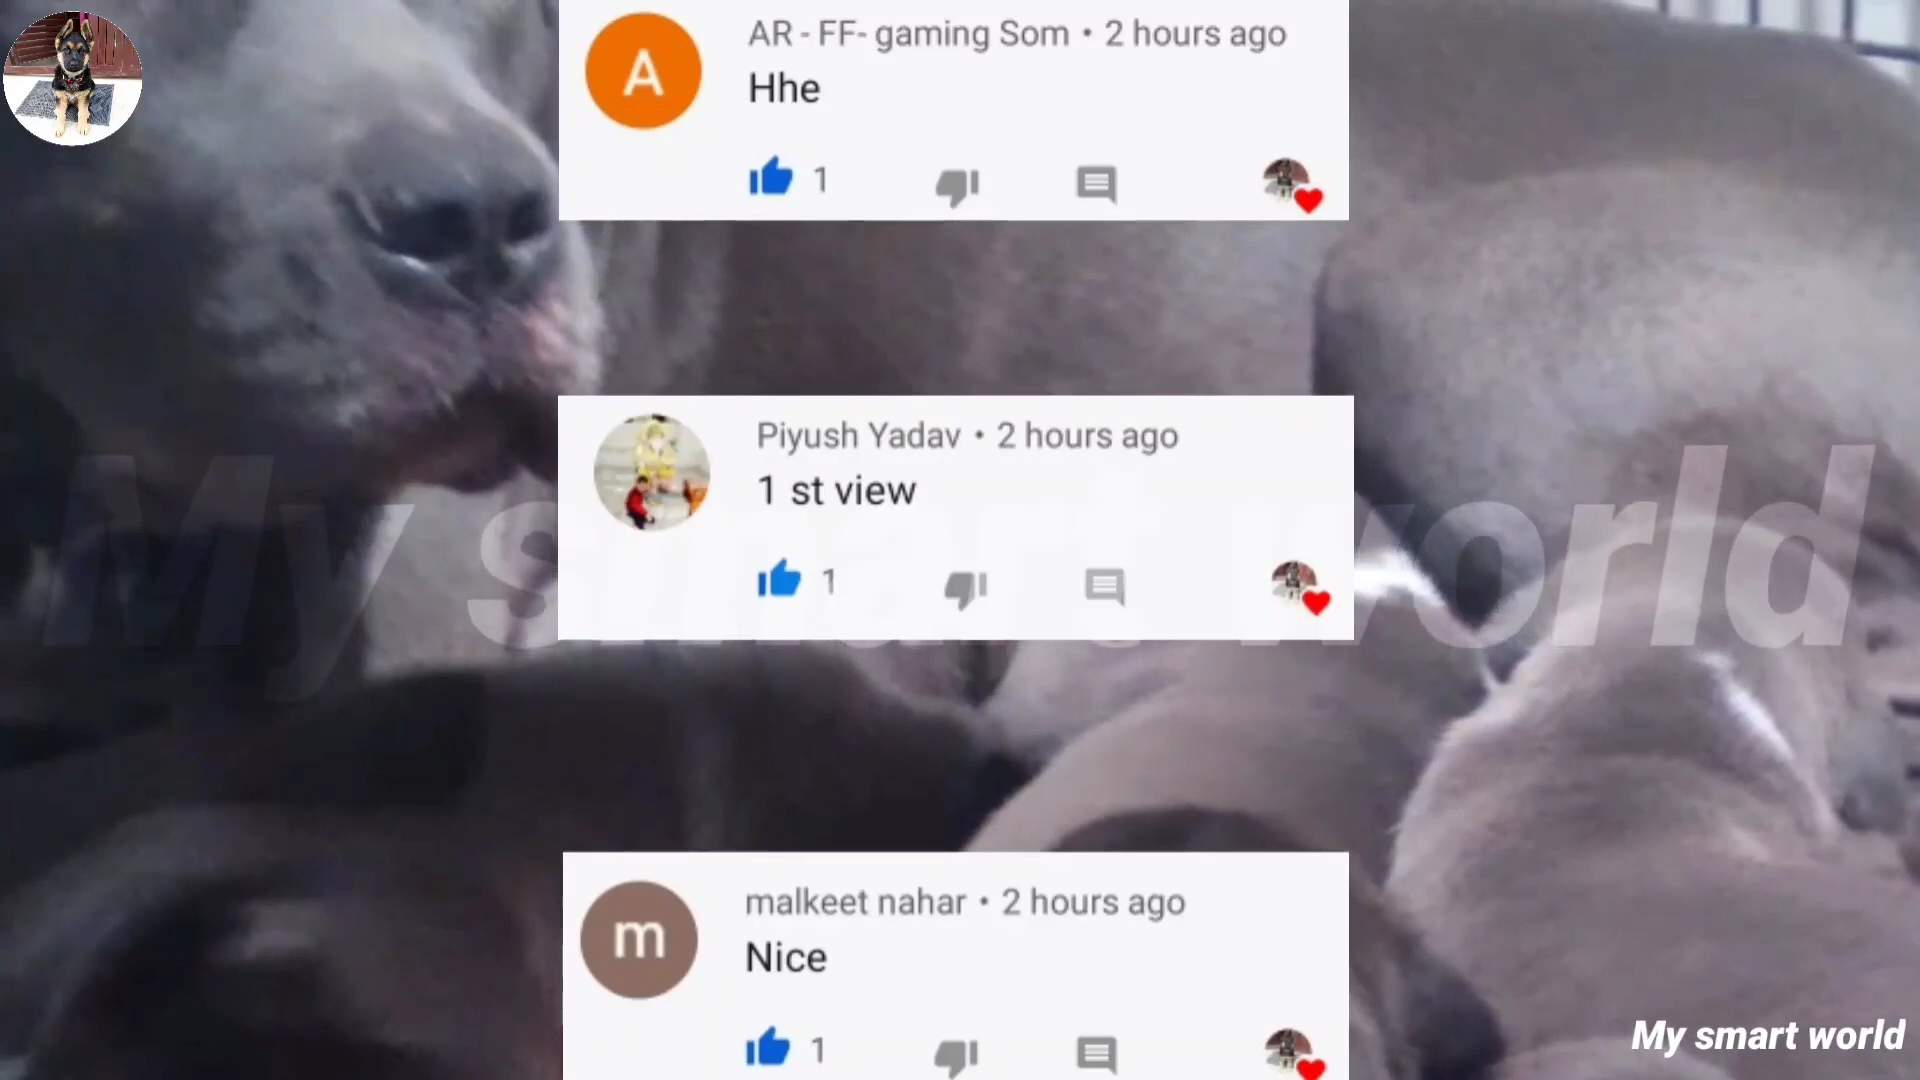 A
AR - FF- gaming Som • 2 hours ago
Hhe
1
Piyush Yadav • 2 hours ago
1 st view
1
My smart world
m
malkeet nahar • 2 hours ago
Nice
1
My smart world